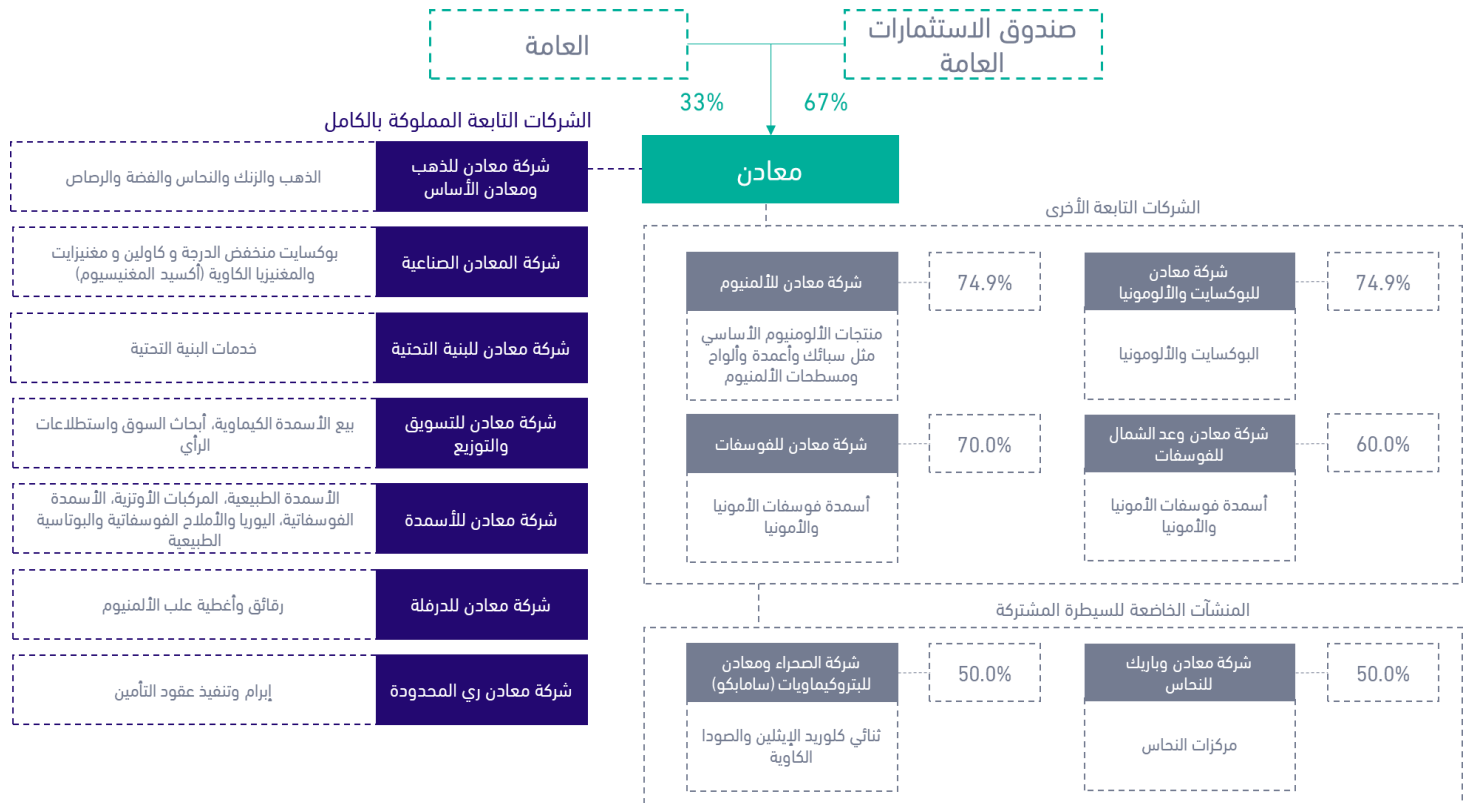 صندوق الاستثمارات
العامة
العامة
67%
33%
معادن
الشركات التابعة المملوكة بالكامل
شركة معادن للذهب
ومعادن الأساس
الذهب والزنك والنحاس والفضة والرصاص
شركة المعادن الصناعية
بوكسايت منخفض الدرجة و كاولين و مغنيزايت
والمغنيزيا الكاوية (أكسيد المغنيسيوم)
شركة معادن للبنية التحتية
خدمات البنية التحتية
شركة معادن للتسويق
والتوزيع
بيع الأسمدة الكيماوية، أبحاث السوق واستطلاعات
الرأي
شركة معادن للأسمدة
الأسمدة الطبيعية، المركبات الأوتزية، الأسمدة
الفوسفاتية، اليوريا والأملاح الفوسفاتية والبوتاسية
الطبيعية
شركة معادن للدرفلة
رقائق وأغطية علب الألمنيوم
شركة معادن ري المحدودة
إبرام وتنفيذ عقود التأمين
الشركات التابعة الأخرى
74.9%
شركة معادن
للبوكسايت والألومونيا
البوكسايت والألومونيا
74.9%
شركة معادن للألمنيوم
منتجات الألومنيوم الأساسي
مثل سبائك وأعمدة وألواح
ومسطحات الألمنيوم
60.0%
شركة معادن وعد الشمال
للفوسفات
أسمدة فوسفات الأمونيا
والأمونيا
70.0%
شركة معادن للفوسفات
أسمدة فوسفات الأمونيا
والأمونيا
المنشآت الخاضعة للسيطرة المشتركة
50.0%
شركة معادن وباريك
للنحاس
مركزات النحاس
50.0%
شركة الصحراء ومعادن
للبتروكيماويات (سامابكو)
ثنائي كلوريد الإيثلين والصودا
الكاوية